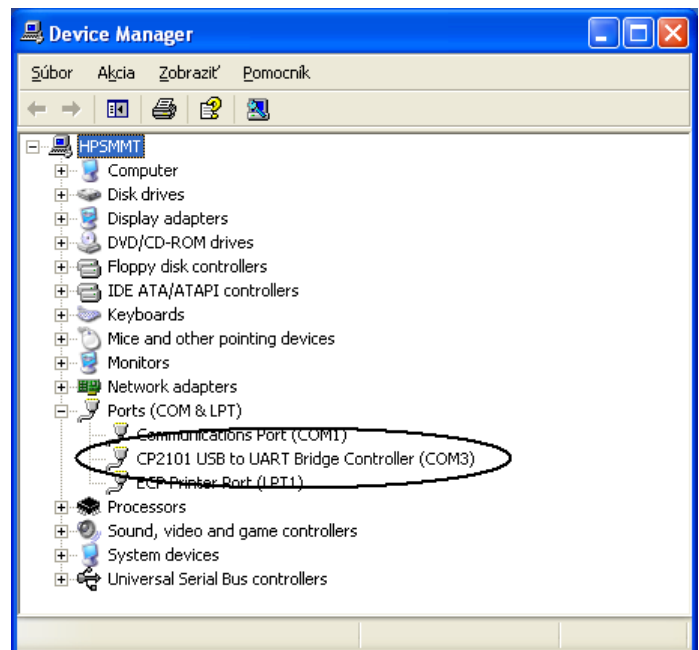 Device Manager
Súbor Akcia Zobraziť Pomocník
HPSMMT
Computer
Disk drives
Display adapters
DVD/CD-ROM drives
Floppy disk controllers
IDE ATA/ATAPI controllers
Keyboards
Mice and other pointing devices
Monitors
Network adapters
Ports (COM & LPT)
Communications Port (COM1)
CP2101 USB to UART Bridge Controller (COM3)
ECP Printer Port (LPT1)
Processors
Sound, video and game controllers
System devices
Universal Serial Bus controllers